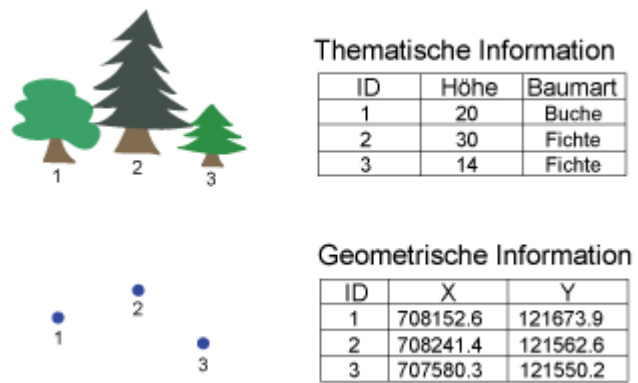 Thematische Information
ID Höhe Baumart
1 20 Buche
2 30 Fichte
3 14 Fichte
1 2 3
Geometrische Information
ID X Y
1 708152.6 121673.9
2 708241.4 121562.6
3 707580.3 121550.2
1 2 3